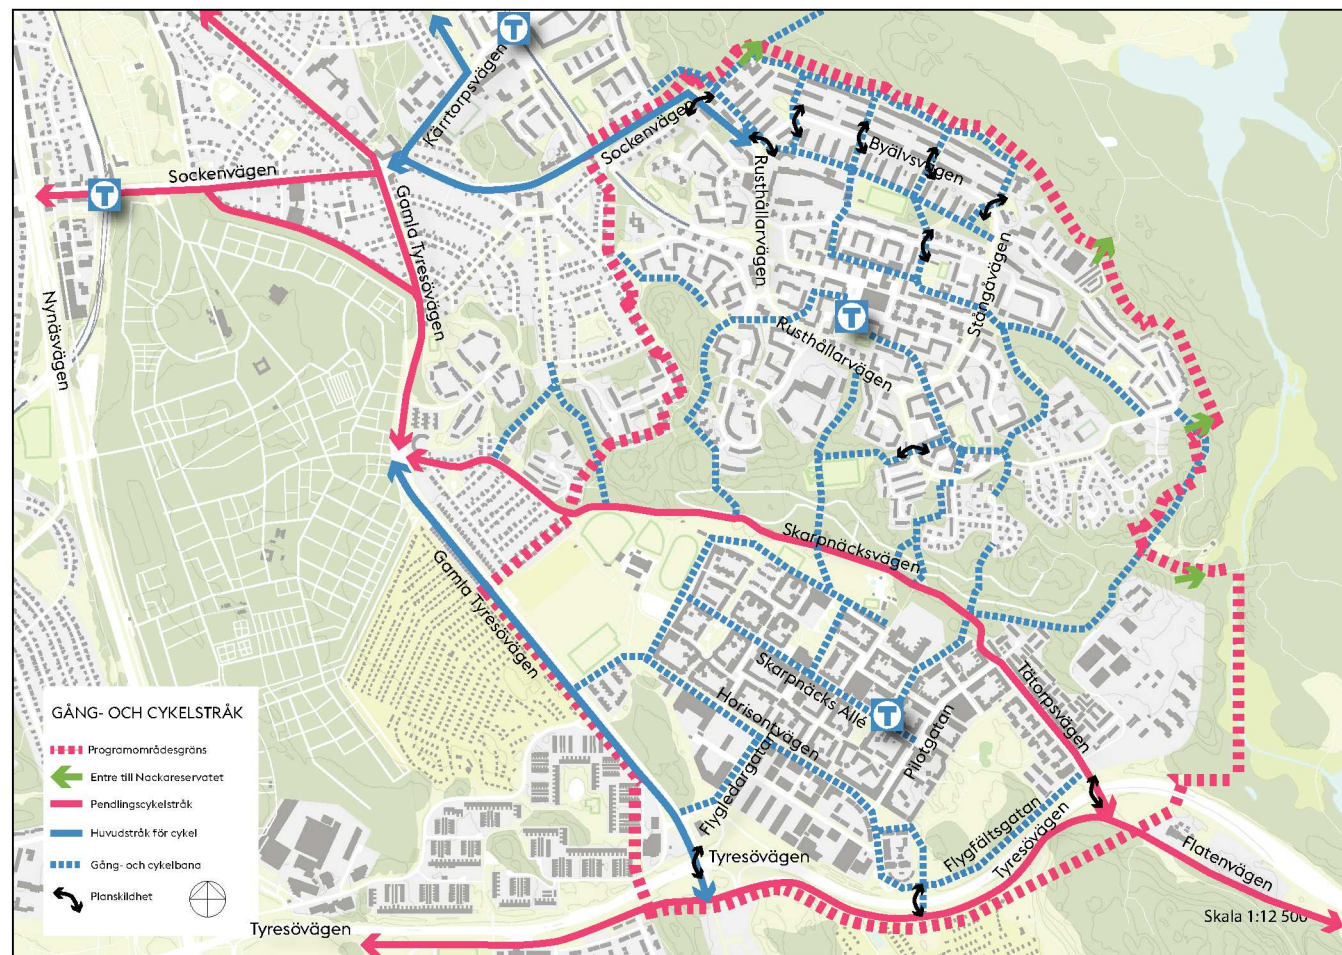 T
Kärrtorpsvägen
Sockenvägen
Sockenvägen
T
Gamla Tyresövägen
Nynäsvägen
Byälvsvägen
Rusthållarvägen
Stångåvägen
T
Rusthållarvägen
Skarpnäcksvägen
Gamla Tyresövägen
Skarpnäcks Allé
T
Horisontvägen
Pilotgatan
Tätorpsvägen
Flygledargatan
Flygfältsgatan
Tyresövägen
Tyresövägen
Flatenvägen
Tyresövägen
Skala 1:12 500
GÅNG- OCH CYKELSTRÅK
Programområdesgräns
Entre till Nackareservatet
Pendlingscykelstråk
Huvudstråk för cykel
Gång- och cykelbana
Planskildhet